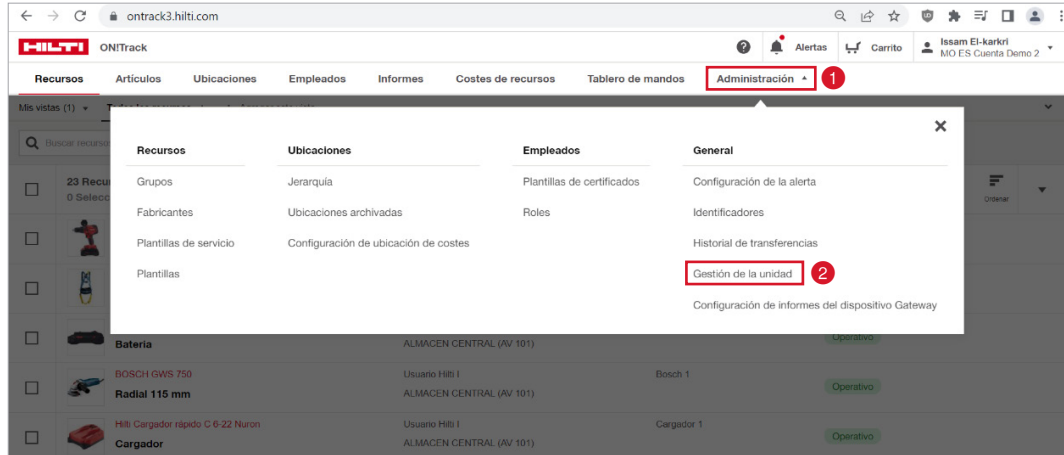 ontrack3.hilti.com
HILTI ON!Track
Alertas Carrito Issam El-karkri
MO ES Cuenta Demo 2
Recursos Artículos Ubicaciones Empleados Informes Costes de recursos Tablero de mandos Administración 1
Mis vistas (1)
Buscar recurso
Recursos Ubicaciones Empleados General
23 Recu
Grupos Jerarquía Plantillas de certificados Configuración de la alerta
0 Selecc
Ordenar
Fabricantes Ubicaciones archivadas Roles Identificadores
Plantillas de servicio Configuración de ubicación de costes Historial de transferencias
Plantillas Gestión de la unidad 2
Configuración de informes del dispositivo Gateway
Bateria ALMACEN CENTRAL (AV 101) Operativo
BOSCH GWS 750 Usuario Hilti I Bosch 1
Radial 115 mm ALMACEN CENTRAL (AV 101) Operativo
Hilti Cargador rápido C 6-22 Nuron Usuario Hilti I Cargador 1
Cargador ALMACEN CENTRAL (AV 101) Operativo